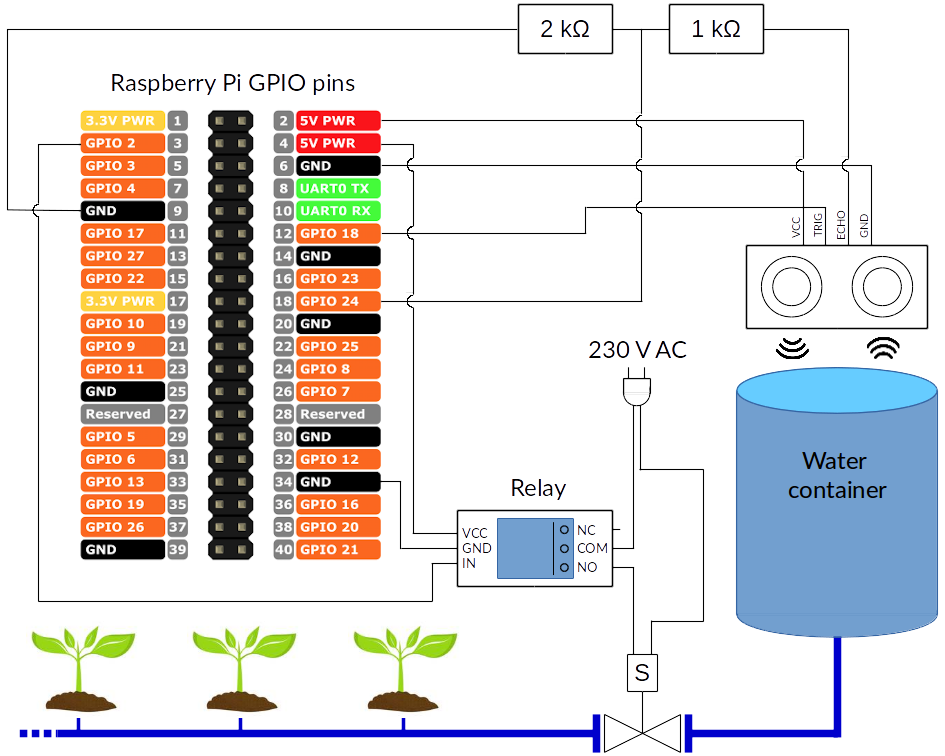 2 kΩ
1 kΩ
Raspberry Pi GPIO pins
3.3V PWR 1 2 5V PWR
GPIO 2 3 4 5V PWR
GPIO 3 5 6 GND
GPIO 4 7 8 UART0 TX
GND 9 10 UART0 RX
GPIO 17 11 12 GPIO 18
GPIO 27 13 14 GND
GPIO 22 15 16 GPIO 23
3.3V PWR 17 18 GPIO 24
GPIO 10 19 20 GND
GPIO 9 21 22 GPIO 25
GPIO 11 23 24 GPIO 8
GND 25 26 GPIO 7
Reserved 27 28 Reserved
GPIO 5 29 30 GND
GPIO 6 31 32 GPIO 12
GPIO 13 33 34 GND
GPIO 19 35 36 GPIO 16
GPIO 26 37 38 GPIO 20
GND 39 40 GPIO 21
VCC
TRIG
ECHO
GND
230 V AC
Water
container
Relay
VCC
GND
IN
NC
COM
NO
S